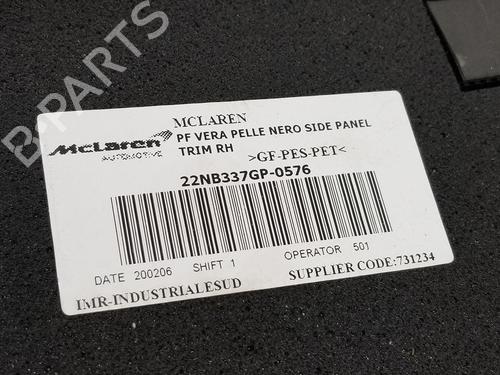 MCLAREN
McLaren
AUTOMOTIVE
PF VERA PELLE NERO SIDE PANEL
TRIM RH
>GF-PES-PET<
22NB337GP-0576
DATE 200206 SHIFT 1 OPERATOR 501
IMR-INDUSTRIALESUD SUPPLIER CODE:731234
B-PARTS